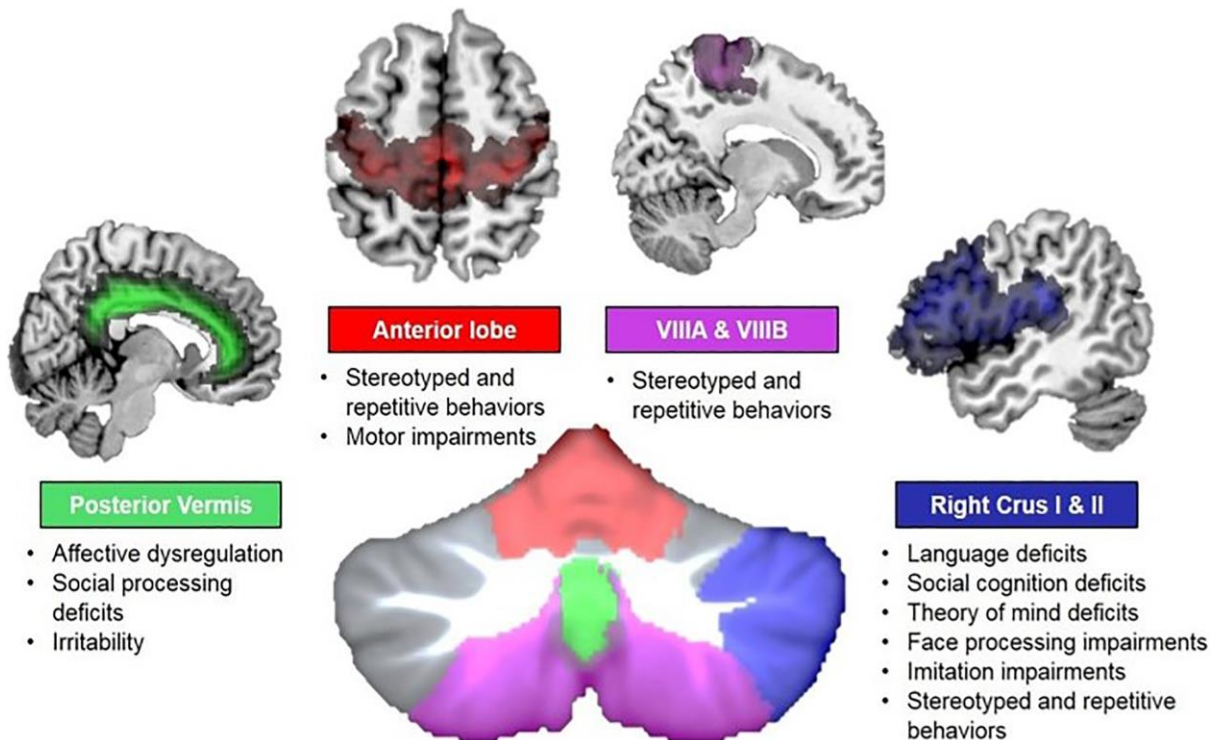 Anterior lobe
• Stereotyped and
repetitive behaviors
• Motor impairments
VIIIA & VIIIB
• Stereotyped and
repetitive behaviors
Posterior Vermis
• Affective dysregulation
• Social processing
deficits
• Irritability
Right Crus I & II
• Language deficits
• Social cognition deficits
• Theory of mind deficits
• Face processing impairments
• Imitation impairments
• Stereotyped and repetitive
behaviors